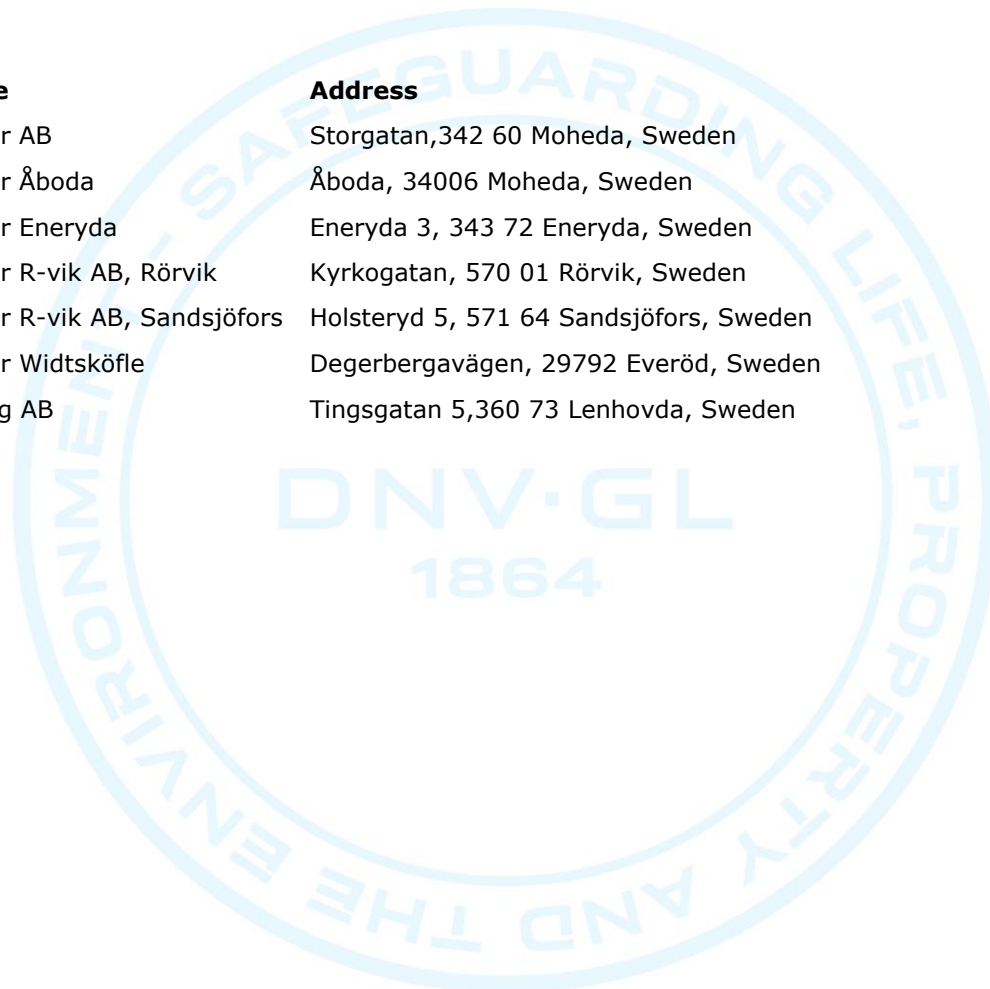 e Address
r AB Storgatan,342 60 Moheda, Sweden
r Åboda Åboda, 34006 Moheda, Sweden
r Eneryda Eneryda 3, 343 72 Eneryda, Sweden
r R-vik AB, Rörvik Kyrkogatan, 570 01 Rörvik, Sweden
r R-vik AB, Sandsjöfors Holsteryd 5, 571 64 Sandsjöfors, Sweden
r Widtsköfle Degerbergavägen, 29792 Everöd, Sweden
g AB Tingsgatan 5,360 73 Lenhovda, Sweden
SAFEGUARDING LIFE, PROPERTY AND THE ENVIRONMENT
DNV·GL
1864